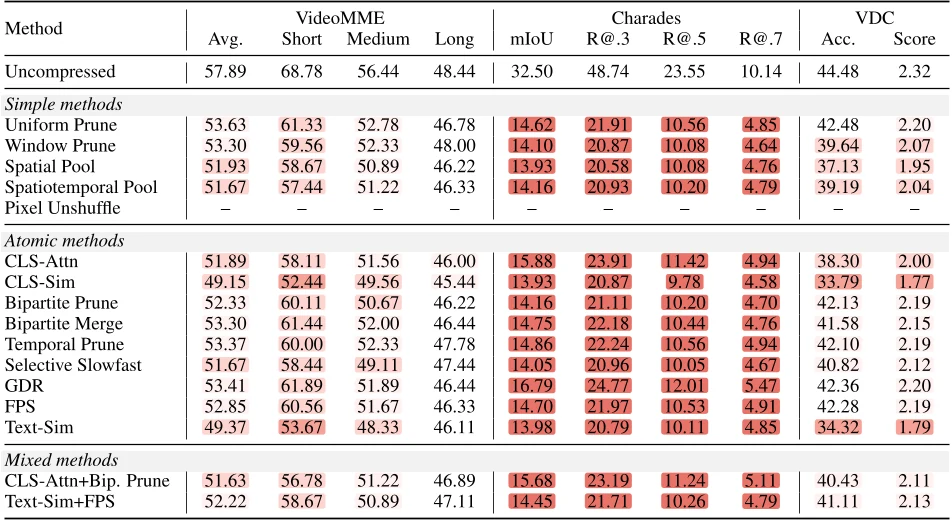 Method VideoMME Charades VDC
Avg. Short Medium Long mIoU R@.3 R@.5 R@.7 Acc. Score
Uncompressed 57.89 68.78 56.44 48.44 32.50 48.74 23.55 10.14 44.48 2.32
Simple methods
Uniform Prune 53.63 61.33 52.78 46.78 14.62 21.91 10.56 4.85 42.48 2.20
Window Prune 53.30 59.56 52.33 48.00 14.10 20.87 10.08 4.64 39.64 2.07
Spatial Pool 51.93 58.67 50.89 46.22 13.93 20.58 10.08 4.76 37.13 1.95
Spatiotemporal Pool 51.67 57.44 51.22 46.33 14.16 20.93 10.20 4.79 39.19 2.04
Pixel Unshuffle – – – – – – – – – –
Atomic methods
CLS-Attn 51.89 58.11 51.56 46.00 15.88 23.91 11.42 4.94 38.30 2.00
CLS-Sim 49.15 52.44 49.56 45.44 13.93 20.87 9.78 4.58 33.79 1.77
Bipartite Prune 52.33 60.11 50.67 46.22 14.16 21.11 10.20 4.70 42.13 2.19
Bipartite Merge 53.30 61.44 52.00 46.44 14.75 22.18 10.44 4.76 41.58 2.15
Temporal Prune 53.37 60.00 52.33 47.78 14.86 22.24 10.56 4.94 42.10 2.19
Selective Slowfast 51.67 58.44 49.11 47.44 14.05 20.96 10.05 4.67 40.82 2.12
GDR 53.41 61.89 51.89 46.44 16.79 24.77 12.01 5.47 42.36 2.20
FPS 52.85 60.56 51.67 46.33 14.70 21.97 10.53 4.91 42.28 2.19
Text-Sim 49.37 53.67 48.33 46.11 13.98 20.79 10.11 4.85 34.32 1.79
Mixed methods
CLS-Attn+Bip. Prune 51.63 56.78 51.22 46.89 15.68 23.19 11.24 5.11 40.43 2.11
Text-Sim+FPS 52.22 58.67 50.89 47.11 14.45 21.71 10.26 4.79 41.11 2.13